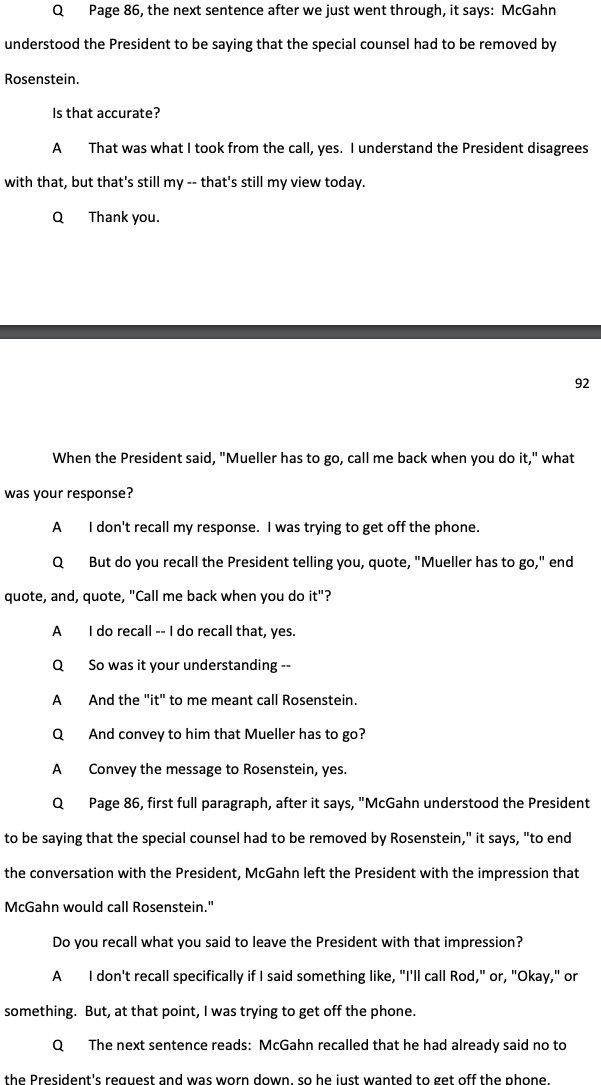 Q Page 86, the next sentence after we just went through, it says: McGahn
understood the President to be saying that the special counsel had to be removed by
Rosenstein.
Is that accurate?
A That was what I took from the call, yes. I understand the President disagrees
with that, but that's still my -- that's still my view today.
Q Thank you.
92
When the President said, "Mueller has to go, call me back when you do it," what
was your response?
A I don't recall my response. I was trying to get off the phone.
Q But do you recall the President telling you, quote, "Mueller has to go," end
quote, and, quote, "Call me back when you do it"?
A I do recall -- I do recall that, yes.
Q So was it your understanding --
A And the "it" to me meant call Rosenstein.
Q And convey to him that Mueller has to go?
A Convey the message to Rosenstein, yes.
Q Page 86, first full paragraph, after it says, "McGahn understood the President
to be saying that the special counsel had to be removed by Rosenstein," it says, "to end
the conversation with the President, McGahn left the President with the impression that
McGahn would call Rosenstein."
Do you recall what you said to leave the President with that impression?
A I don't recall specifically if I said something like, "I'll call Rod," or, "Okay," or
something. But, at that point, I was trying to get off the phone.
Q The next sentence reads: McGahn recalled that he had already said no to
the President's request and was worn down, so he just wanted to get off the phone.